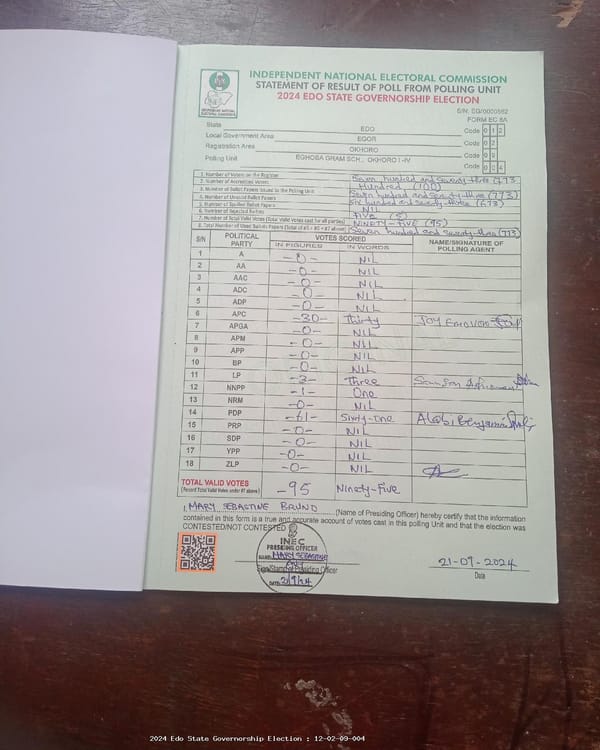 INDEPENDENT NATIONAL ELECTORAL COMMISSION
STATEMENT OF RESULT OF POLL FROM POLLING UNIT
2024 EDO STATE GOVERNORSHIP ELECTION
FORM EC 8A
State EDO Code 0 1 2
Local Government Area EGOR Code 0 2
Registration Area OKHORO Code 0 9
Polling Unit EGHOSA GRAM SCH., OKHORO I-IV Code 0 0 4
1. Number of Voters on the Register Seven hundred and seventy three (773
2. Number of Accredited Voters Hundred (100)
3. Number of Ballot Papers Issued to the Polling Unit Seven hundred and seventy-three (773)
4. Number of Unused Ballot Papers Six hundred and seventy-three (673)
5. Number of Spoiled Ballot Papers NIL
6. Number of Rejected Ballots FIVE (5)
7. Number of Total Valid Votes (Total Valid Votes cast for all parties) NINETY-FIVE (95)
8. Total Number of Used Ballot Papers (Total of #5 + #6 + #7 above) Seven hundred and seventy-three (773)
S/N POLITICAL PARTY VOTES SCORED NAME/SIGNATURE OF POLLING AGENT
IN FIGURES IN WORDS
1 A -0- NIL
2 AA -0- NIL
3 AAC -0- NIL
4 ADC -0- NIL
5 ADP -0- NIL
6 APC -30- Thirty JOY
7 APGA -0- NIL
8 APM -0- NIL
9 APP -0- NIL
10 BP -0- NIL
11 LP -3- Three
12 NNPP -1- One
13 NRM -0- NIL
14 PDP -61- Sixty-One Alabi Benjamin
15 PRP -0- NIL
16 SDP -0- NIL
17 YPP -0- NIL
18 ZLP -0- NIL
TOTAL VALID VOTES -95 Ninety-Five
(Record Total Valid Votes under #7 above)
I, MARY SEBASTINE BRUNO (Name of Presiding Officer) hereby certify that the information
contained in this form is a true and accurate account of votes cast in this polling Unit and that the election was
CONTESTED/NOT CONTESTED
INEC
PRESIDING OFFICER
NAME: MARY SEBASTINE
Sign/Stamp of Presiding Officer
DATE: 21/9/24
21-09-2024
Date
2024 Edo State Governorship Election : 12-02-09-004